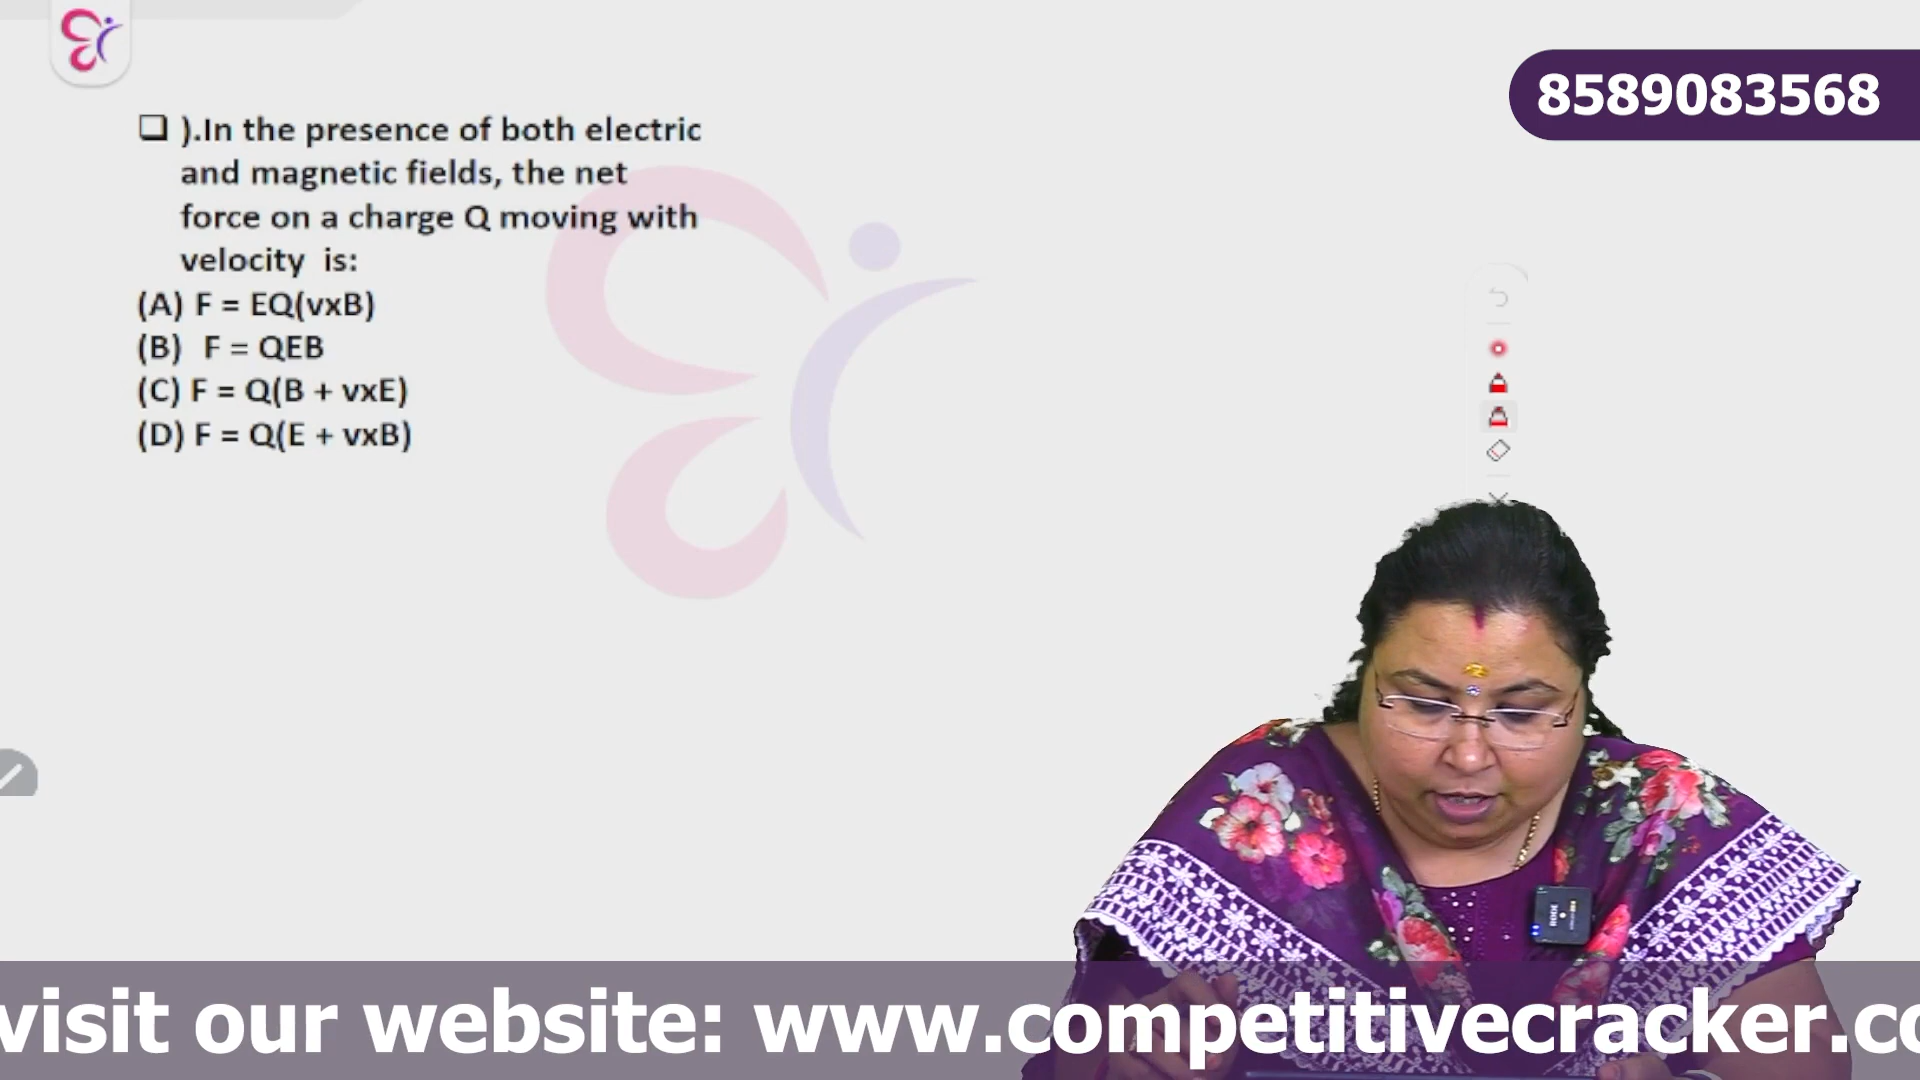 8589083568
❑ ).In the presence of both electric
and magnetic fields, the net
force on a charge Q moving with
velocity is:
(A) F = EQ(vxB)
(B) F = QEB
(C) F = Q(B + vxE)
(D) F = Q(E + vxB)
RODE
visit our website: www.competitivecracker.co